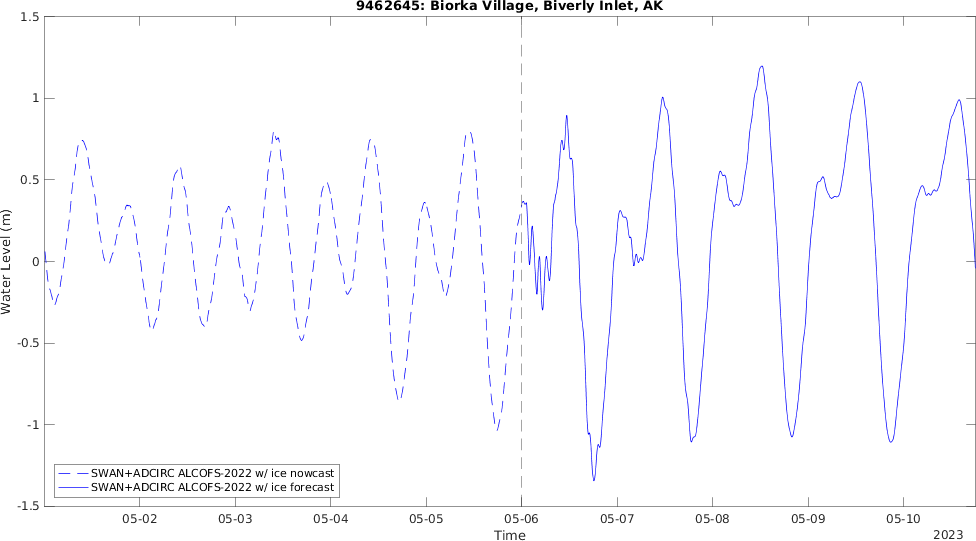 9462645: Biorka Village, Biverly Inlet, AK
1.5
1
0.5
0
-0.5
-1
-1.5
Water Level (m)
SWAN+ADCIRC ALCOFS-2022 w/ ice nowcast
SWAN+ADCIRC ALCOFS-2022 w/ ice forecast
05-02 05-03 05-04 05-05 05-06 05-07 05-08 05-09 05-10
Time
2023